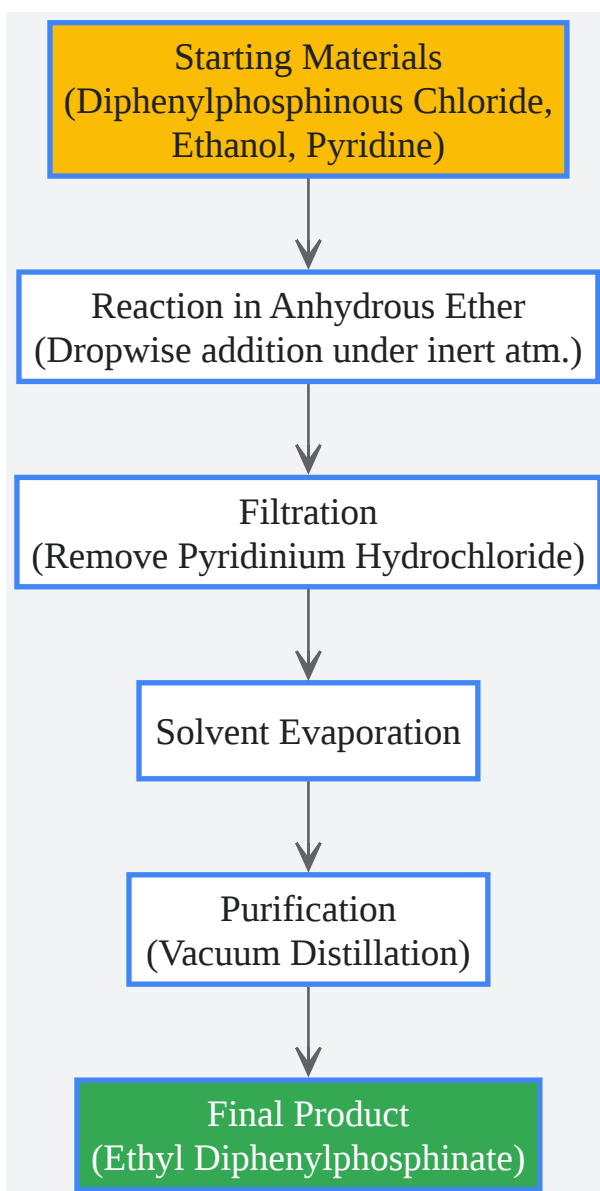 Starting Materials
(Diphenylphosphinous Chloride,
Ethanol, Pyridine)
Reaction in Anhydrous Ether
(Dropwise addition under inert atm.)
Filtration
(Remove Pyridinium Hydrochloride)
Solvent Evaporation
Purification
(Vacuum Distillation)
Final Product
(Ethyl Diphenylphosphinate)